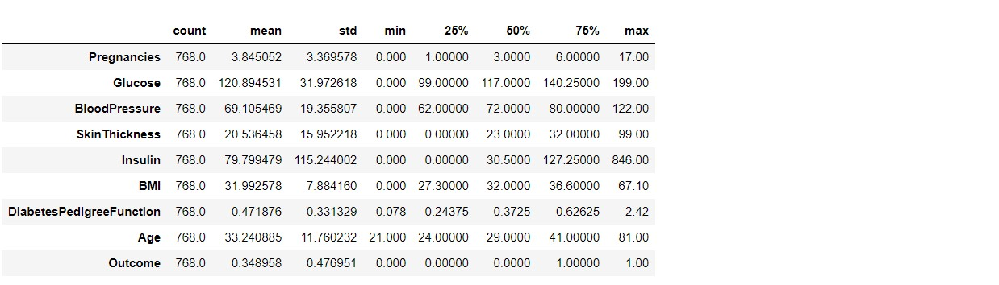 count mean std min 25% 50% 75% max
Pregnancies 768.0 3.845052 3.369578 0.000 1.00000 3.0000 6.00000 17.00
Glucose 768.0 120.894531 31.972618 0.000 99.00000 117.0000 140.25000 199.00
BloodPressure 768.0 69.105469 19.355807 0.000 62.00000 72.0000 80.00000 122.00
SkinThickness 768.0 20.536458 15.952218 0.000 0.00000 23.0000 32.00000 99.00
Insulin 768.0 79.799479 115.244002 0.000 0.00000 30.5000 127.25000 846.00
BMI 768.0 31.992578 7.884160 0.000 27.30000 32.0000 36.60000 67.10
DiabetesPedigreeFunction 768.0 0.471876 0.331329 0.078 0.24375 0.3725 0.62625 2.42
Age 768.0 33.240885 11.760232 21.000 24.00000 29.0000 41.00000 81.00
Outcome 768.0 0.348958 0.476951 0.000 0.00000 0.0000 1.00000 1.00